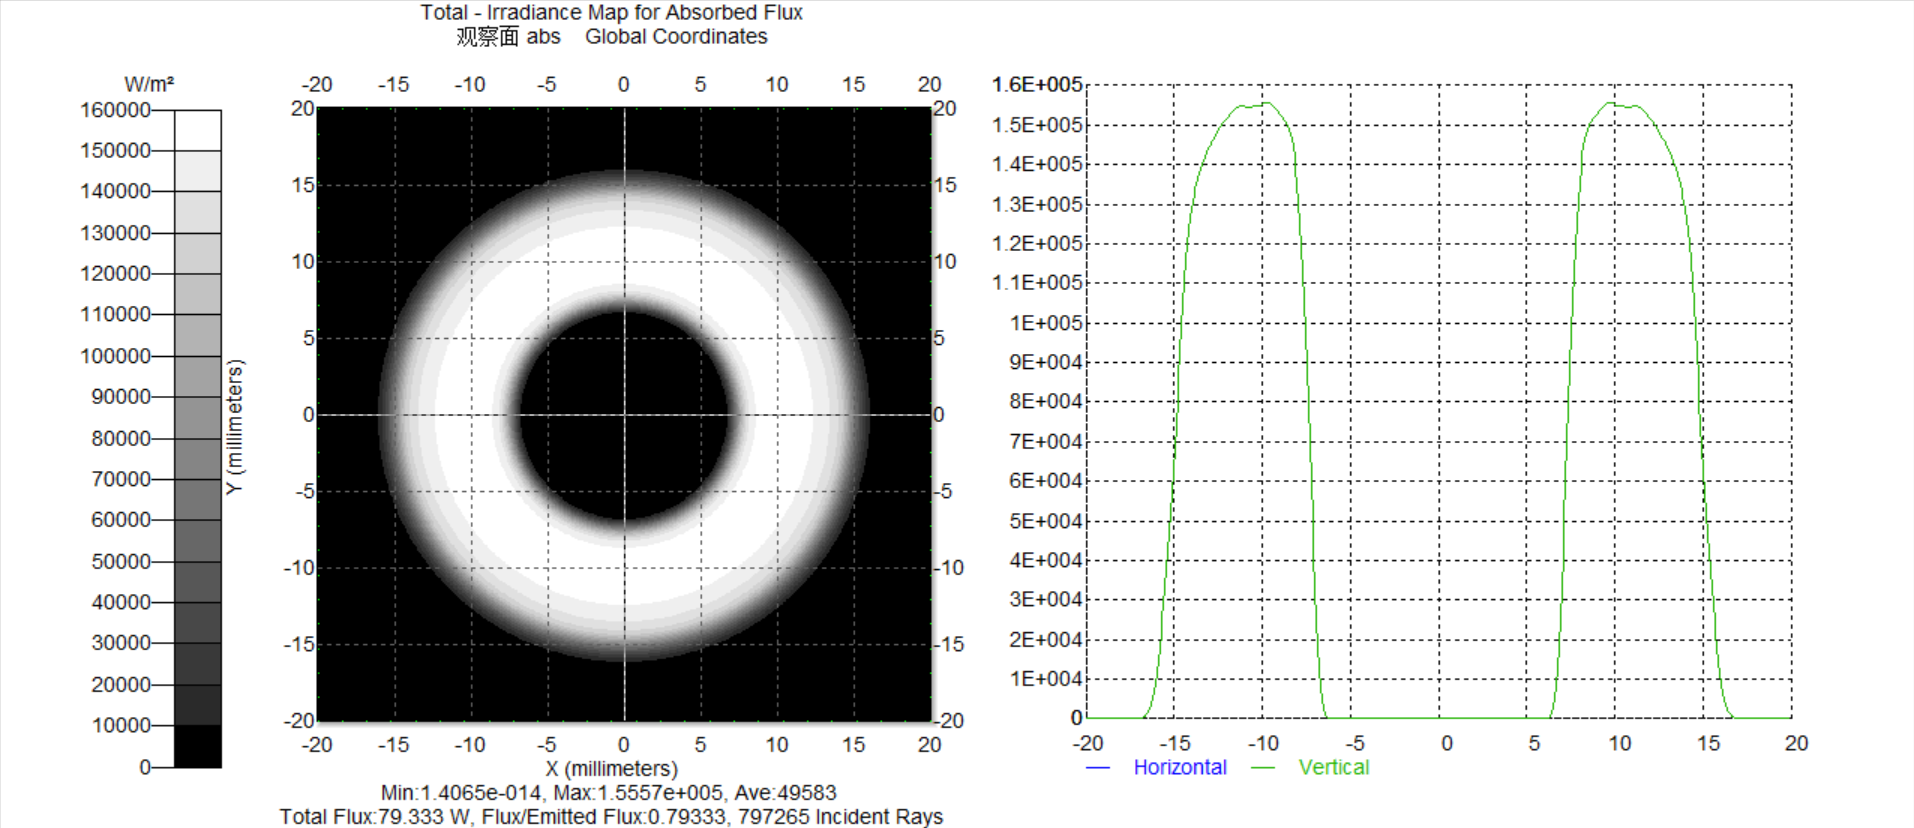 Total - Irradiance Map for Absorbed Flux
观察面 abs Global Coordinates
W/m²
160000
150000
140000
130000
120000
110000
100000
90000
80000
70000
60000
50000
40000
30000
20000
10000
0
-20 -15 -10 -5 0 5 10 15 20
20
15
10
5
0
-5
-10
-15
-20
20
15
10
5
0
-5
-10
-15
-20
Y (millimeters)
-20 -15 -10 -5 0 5 10 15 20
X (millimeters)
Min:1.4065e-014, Max:1.5557e+005, Ave:49583
Total Flux:79.333 W, Flux/Emitted Flux:0.79333, 797265 Incident Rays
1.6E+005
1.5E+005
1.4E+005
1.3E+005
1.2E+005
1.1E+005
1E+005
9E+004
8E+004
7E+004
6E+004
5E+004
4E+004
3E+004
2E+004
1E+004
0
-20 -15 -10 -5 0 5 10 15 20
Horizontal Vertical